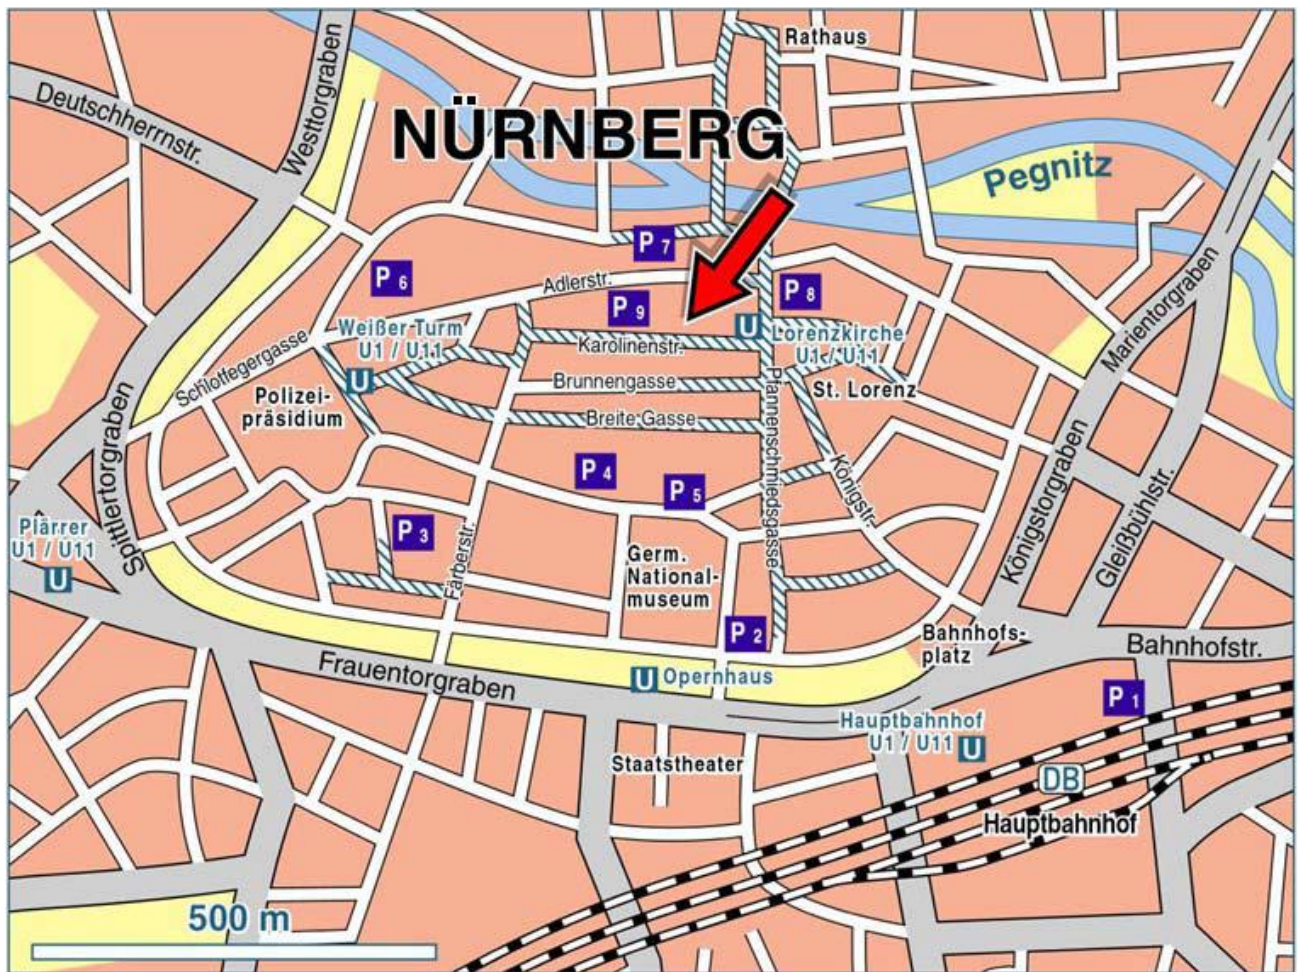 Rathaus
Deutschherrnstr.
Westtorgraben
NÜRNBERG
Pegnitz
P 7
P 6
Adlerstr.
P 8
P 9
Marientorgraben
Weißer Turm
U1 / U11
U
U
Lorenzkirche
U1 / U11
Karolinenstr.
Schlotfegergasse
Brunnengasse
St. Lorenz
Polizei-
präsidium
Breite Gasse
Pfannenschmiedsgasse
Spittlertorgraben
P 4
P 5
Königstr.
Königstorgraben
Gleißbühlstr.
Plärrer
U1 / U11
U
P 3
Färberstr.
Germ.
National-
museum
P 2
Bahnhofs-
platz
Bahnhofstr.
Frauentorgraben
U Opernhaus
P 1
Hauptbahnhof
U1 / U11 U
Staatstheater
DB
Hauptbahnhof
500 m